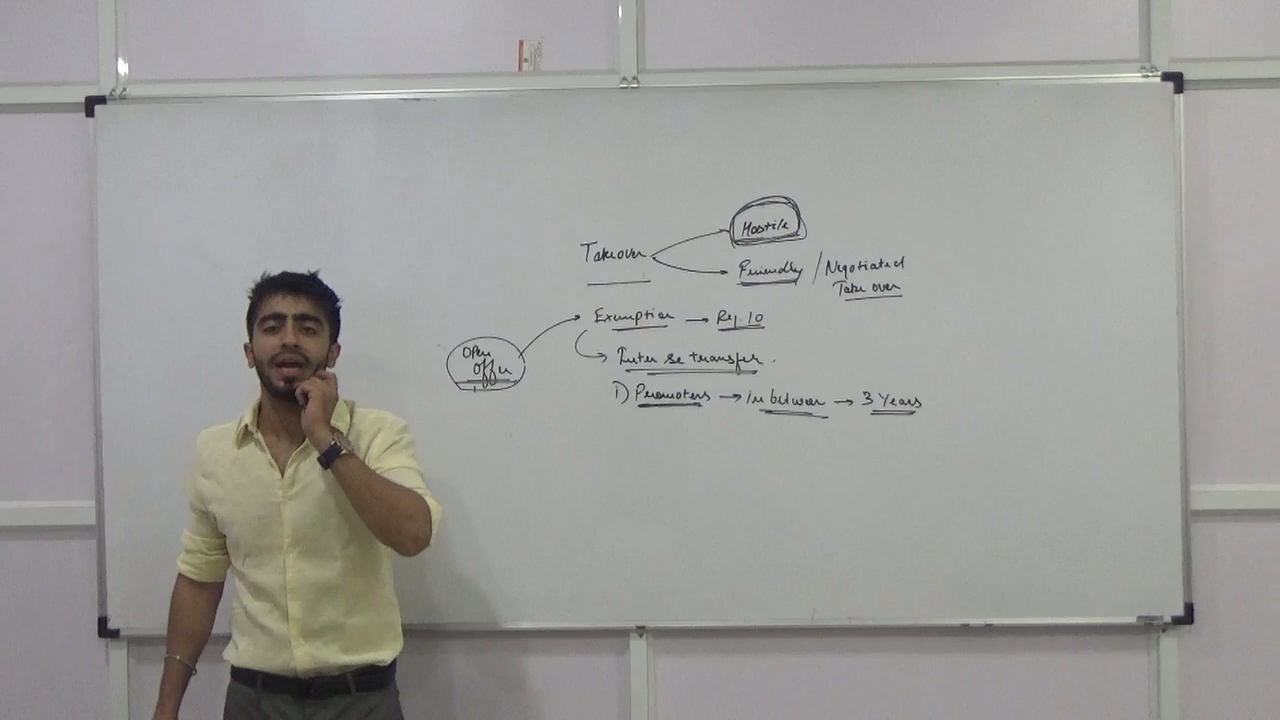 Hostile
Takeover
Friendly / Negotiated
Take over
Exemption → Reg. 10
Open
Offer
Inter se transfer.
1) Promoters → In between → 3 Years